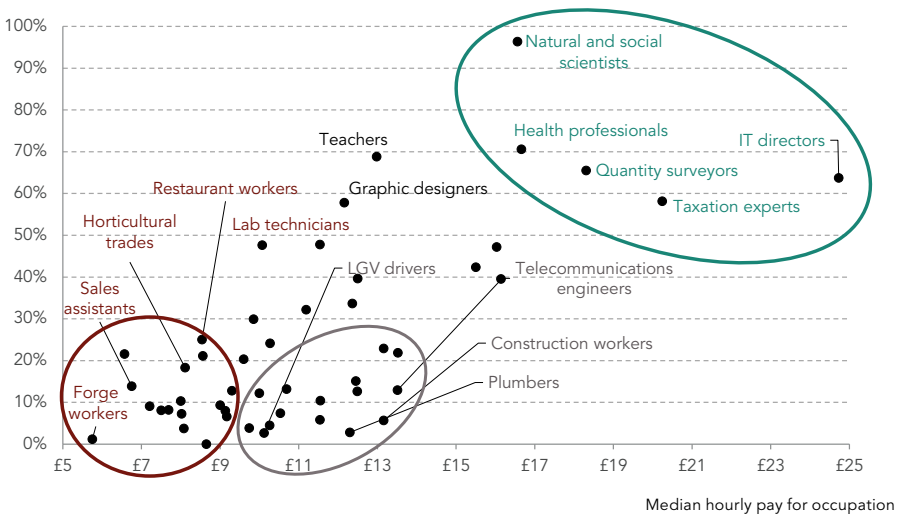 100%
90%
80%
70%
60%
50%
40%
30%
20%
10%
0%
Natural and social
scientists
Health professionals
IT directors
Quantity surveyors
Taxation experts
Teachers
Graphic designers
Restaurant workers
Horticultural
trades
Lab technicians
LGV drivers
Telecommunications
engineers
Sales
assistants
Construction workers
Plumbers
Forge
workers
£5 £7 £9 £11 £13 £15 £17 £19 £21 £23 £25
Median hourly pay for occupation